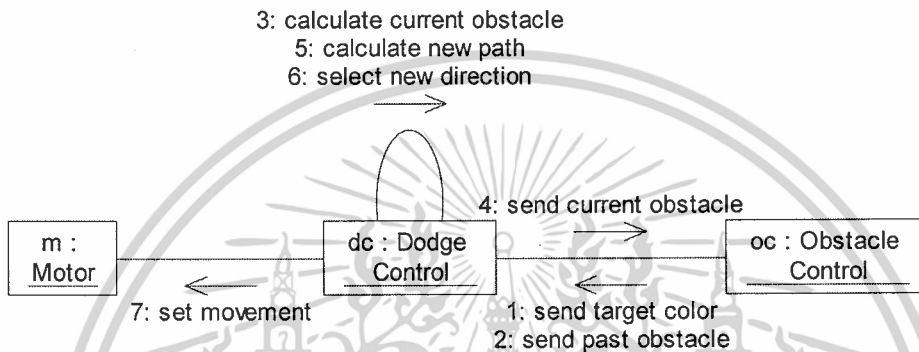 3: calculate current obstacle
5: calculate new path
6: select new direction
4: send current obstacle
m :
Motor
dc : Dodge
Control
oc : Obstacle
Control
7: set movement
1: send target color
2: send past obstacle